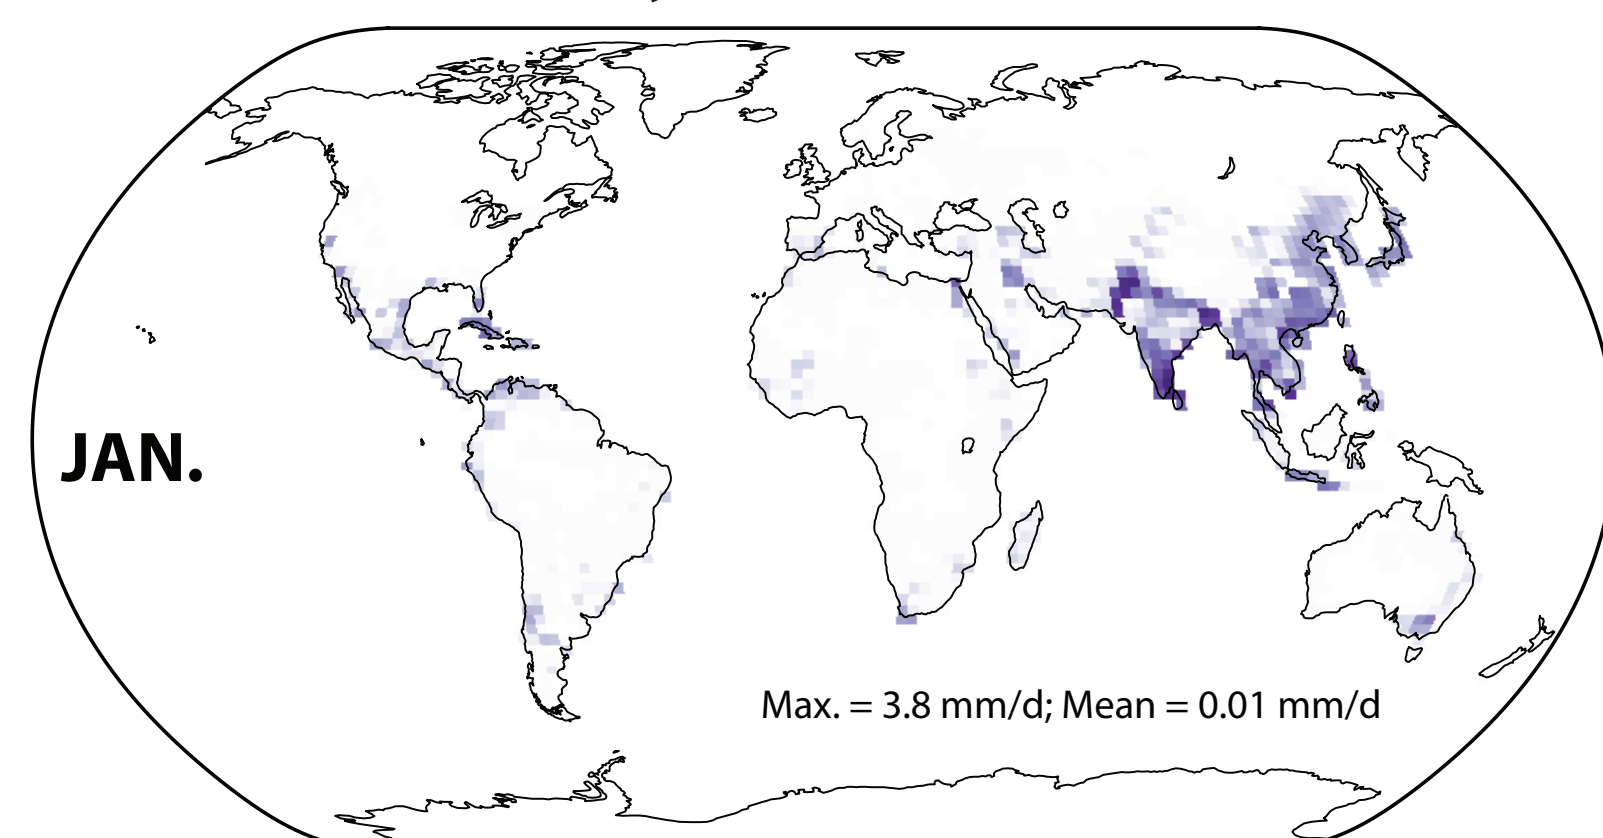 JAN.
Max. = 3.8 mm/d; Mean = 0.01 mm/d